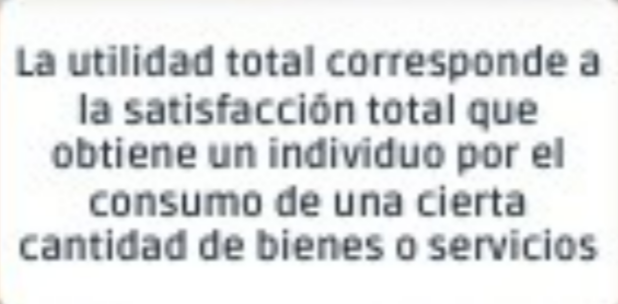 La utilidad total corresponde a
la satisfacción total que
obtiene un individuo por el
consumo de una cierta
cantidad de bienes o servicios